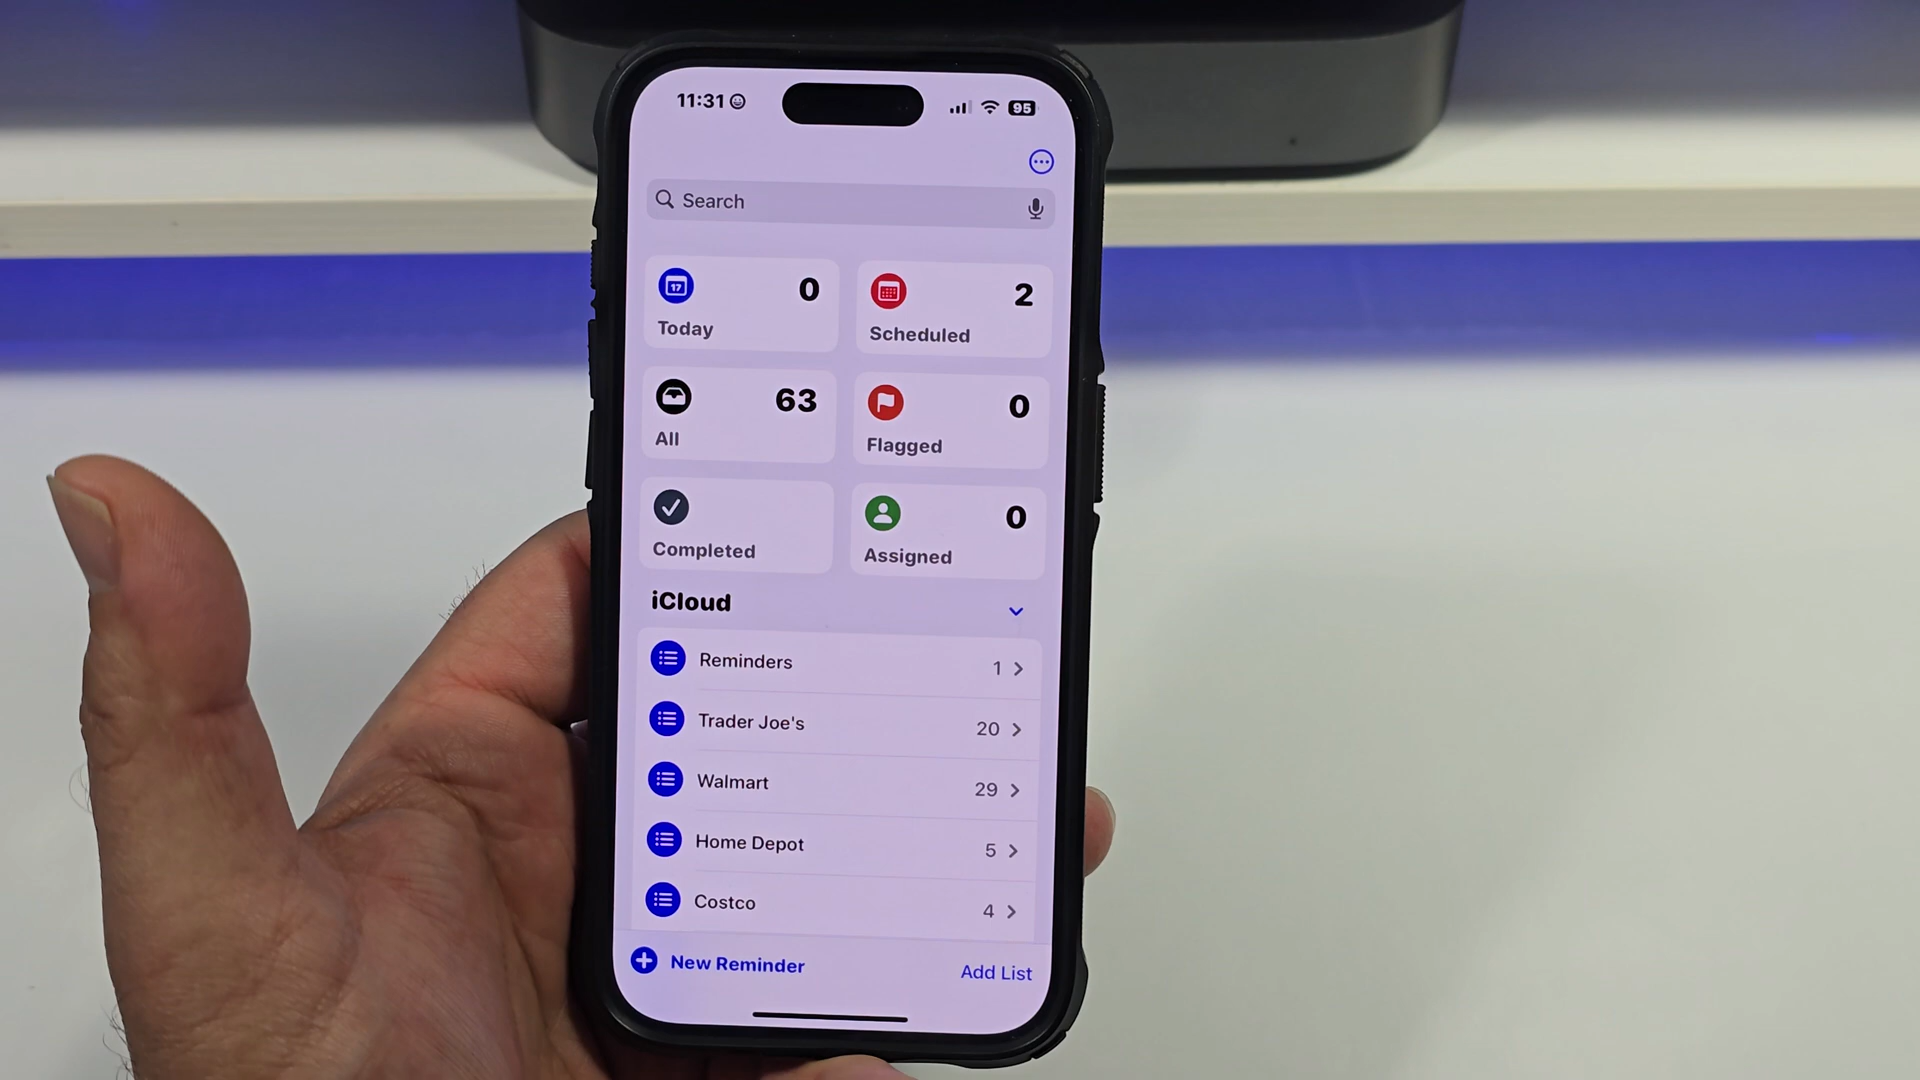 11:31 95
Search
17 0
Today
2
Scheduled
63
All
0
Flagged
Completed
0
Assigned
iCloud
Reminders 1
Trader Joe's 20
Walmart 29
Home Depot 5
Costco 4
New Reminder Add List